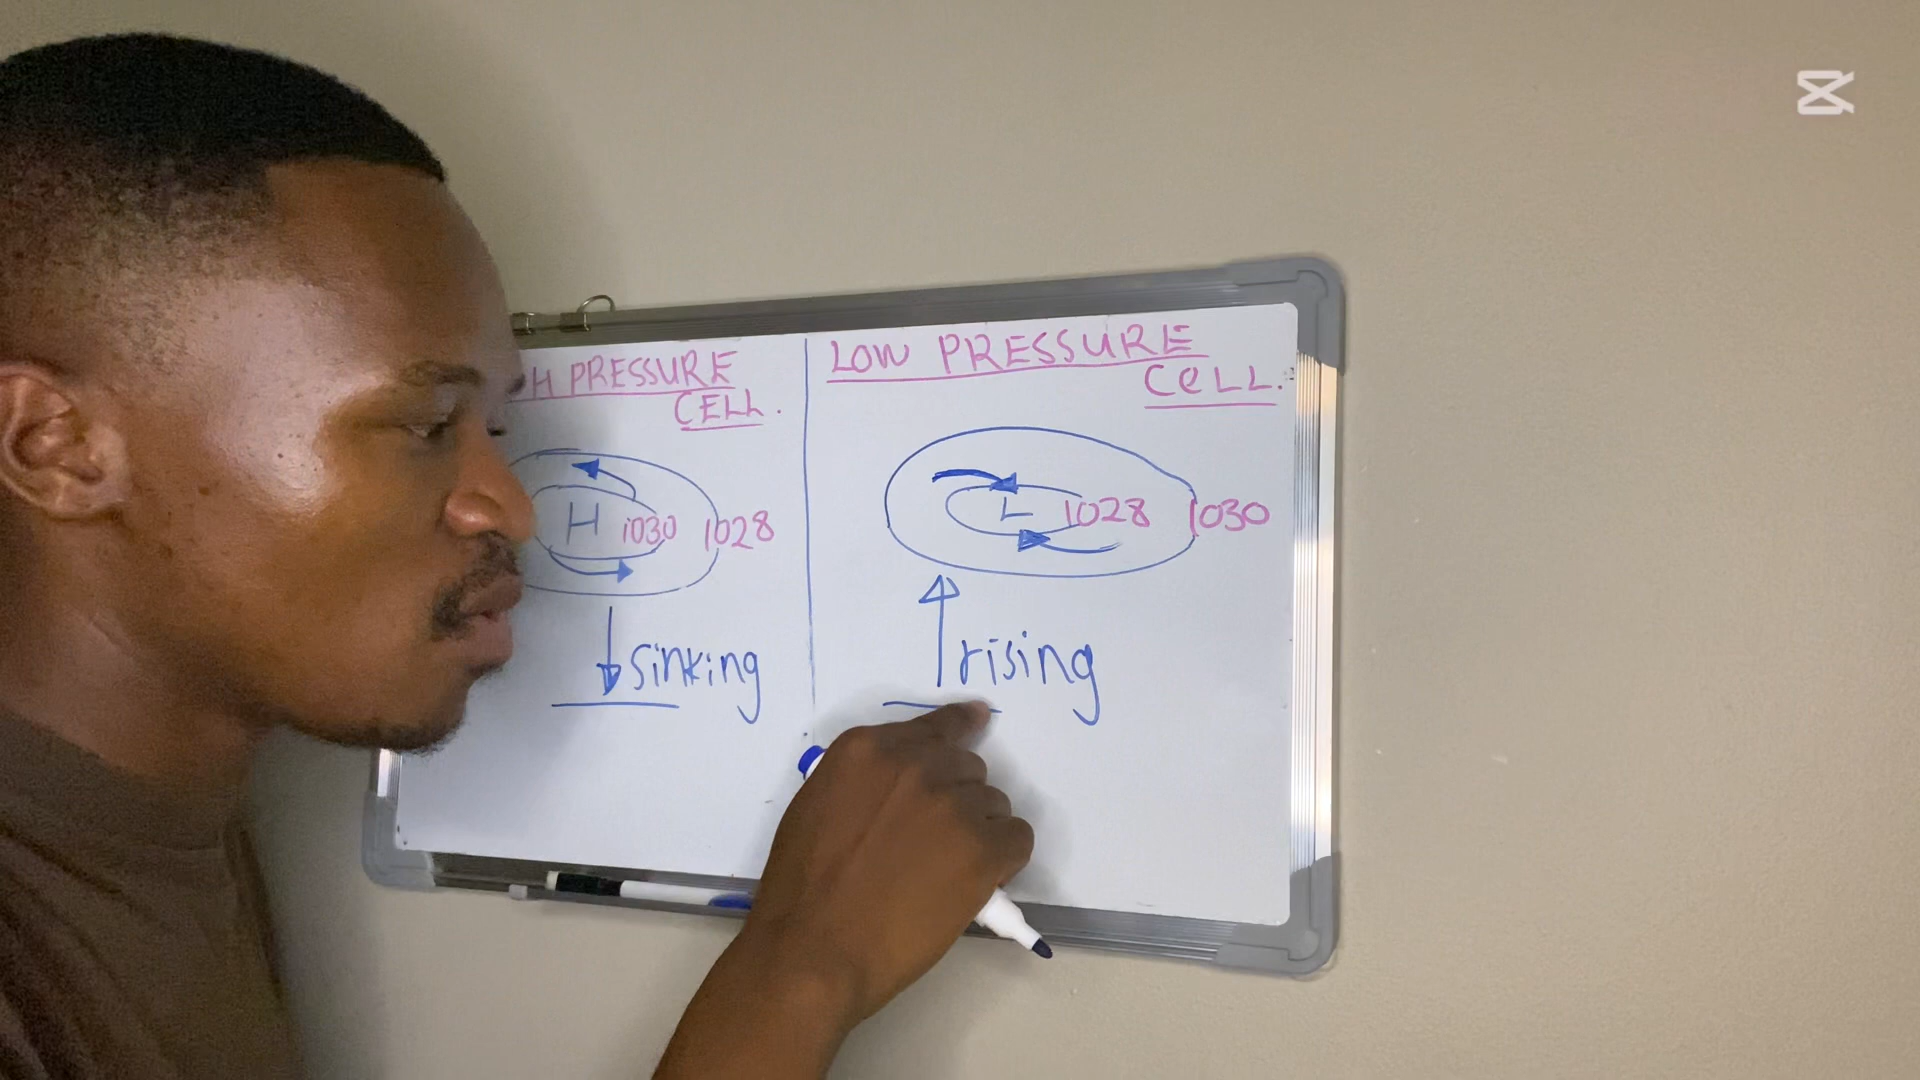 H PRESSURE
CELL.
H 1030 1028
sinking
LOW PRESSURE
CELL.
L 1028 1030
rising